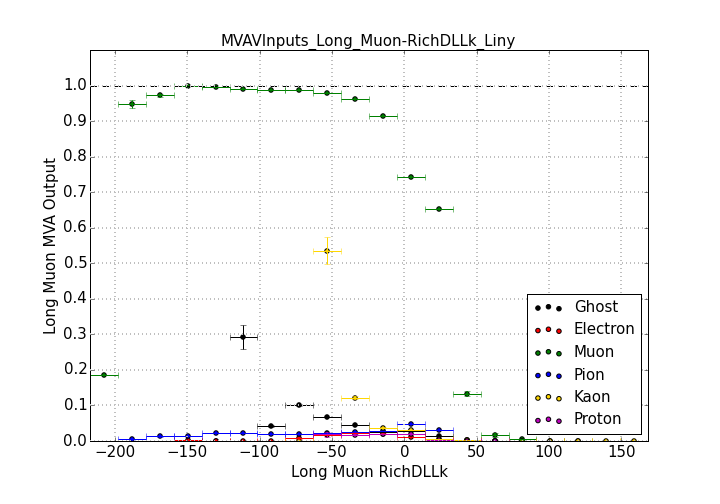 MVAVInputs_Long_Muon-RichDLLk_Liny
1.0
0.9
0.8
0.7
0.6
0.5
0.4
0.3
0.2
0.1
0.0
Long Muon MVA Output
Ghost
Electron
Muon
Pion
Kaon
Proton
−200 −150 −100 −50 0 50 100 150
Long Muon RichDLLk